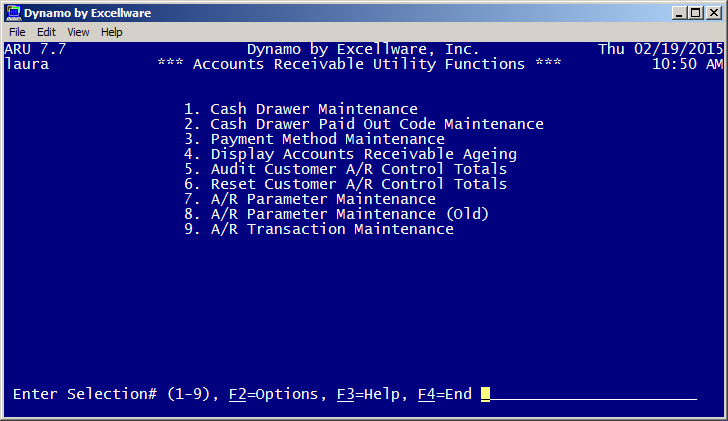 Dynamo by Excellware
File Edit View Help
ARU 7.7 Dynamo by Excellware, Inc. Thu 02/19/2015
laura *** Accounts Receivable Utility Functions *** 10:50 AM
1. Cash Drawer Maintenance
2. Cash Drawer Paid Out Code Maintenance
3. Payment Method Maintenance
4. Display Accounts Receivable Ageing
5. Audit Customer A/R Control Totals
6. Reset Customer A/R Control Totals
7. A/R Parameter Maintenance
8. A/R Parameter Maintenance (Old)
9. A/R Transaction Maintenance
Enter Selection# (1-9), F2=Options, F3=Help, F4=End